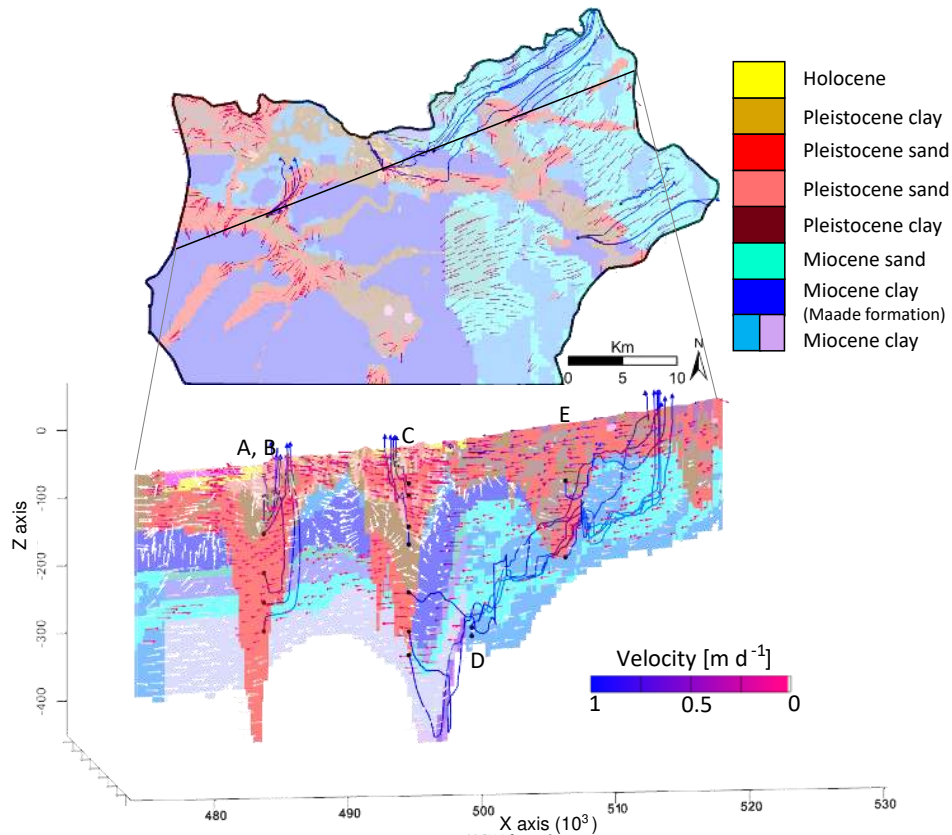 Holocene
Pleistocene clay
Pleistocene sand
Pleistocene sand
Pleistocene clay
Miocene sand
Miocene clay
(Maade formation)
Miocene clay
Km
N
0 5 10
A, B
C
E
D
Z axis
0
-100
-200
-300
-400
Velocity [m d⁻¹]
1 0.5 0
480 490 500 510 520 530
X axis (10³)